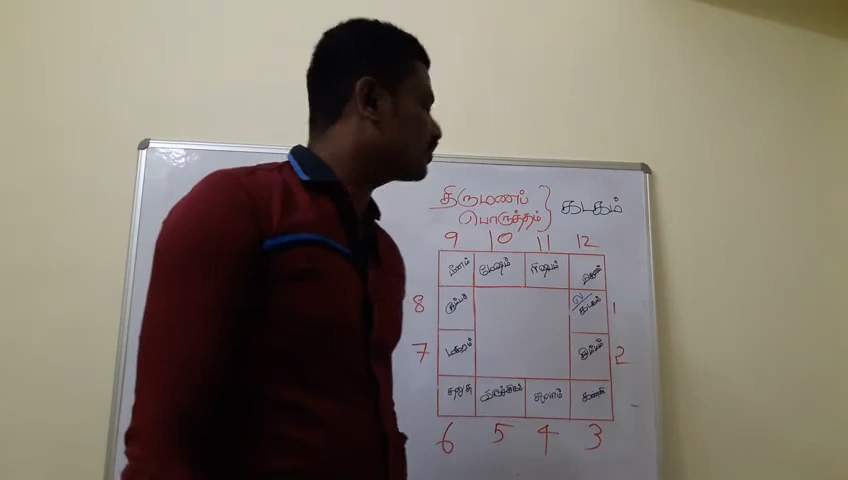 திருமணப்
பொருத்தம் } கடகம்
9 10 11 12
மீனம் மேஷம் ரிஷபம் மிதுனம்
8 கும்பம் ல கடகம் 1
7 மகரம் சிம்மம் 2
தனுசு விருச்சிகம் துலாம் கன்னி
6 5 4 3